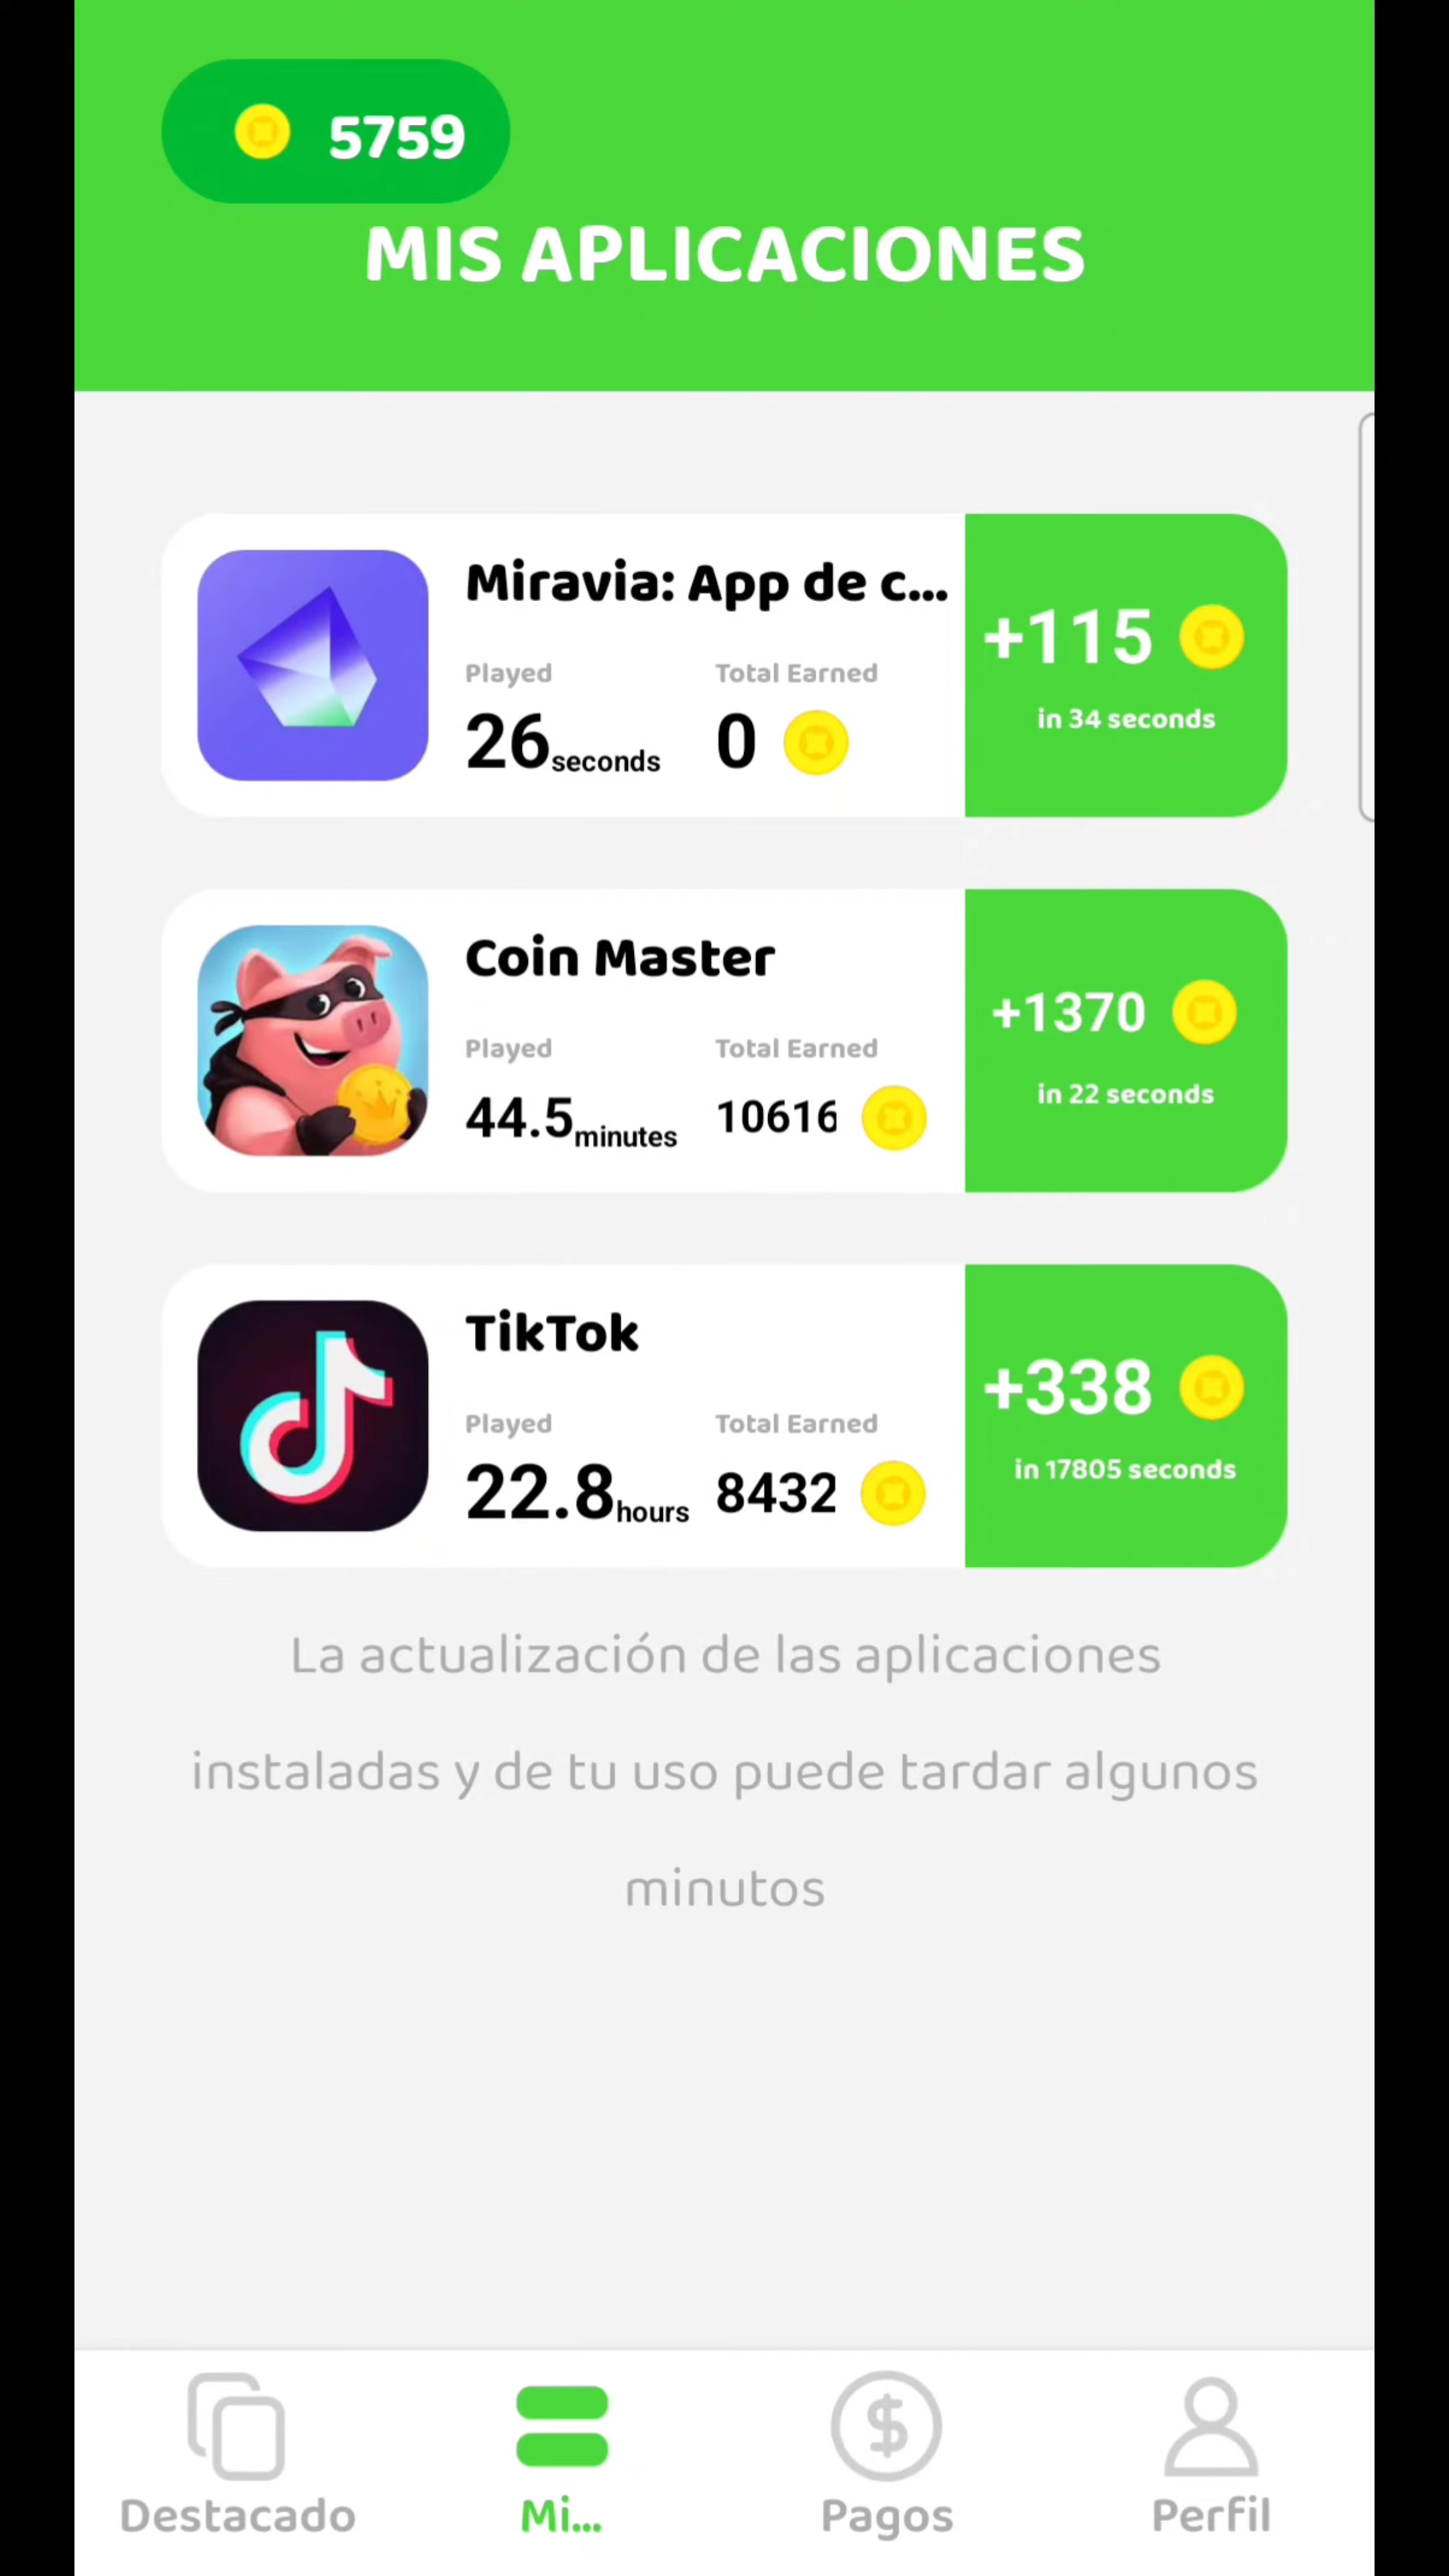 5759
MIS APLICACIONES
Miravia: App de c...
Played
Total Earned
26seconds
0
+115
in 34 seconds
Coin Master
Played
Total Earned
44.5minutes
10616
+1370
in 22 seconds
TikTok
Played
Total Earned
22.8hours
8432
+338
in 17805 seconds
La actualización de las aplicaciones
instaladas y de tu uso puede tardar algunos
minutos
Destacado
Mi...
Pagos
Perfil